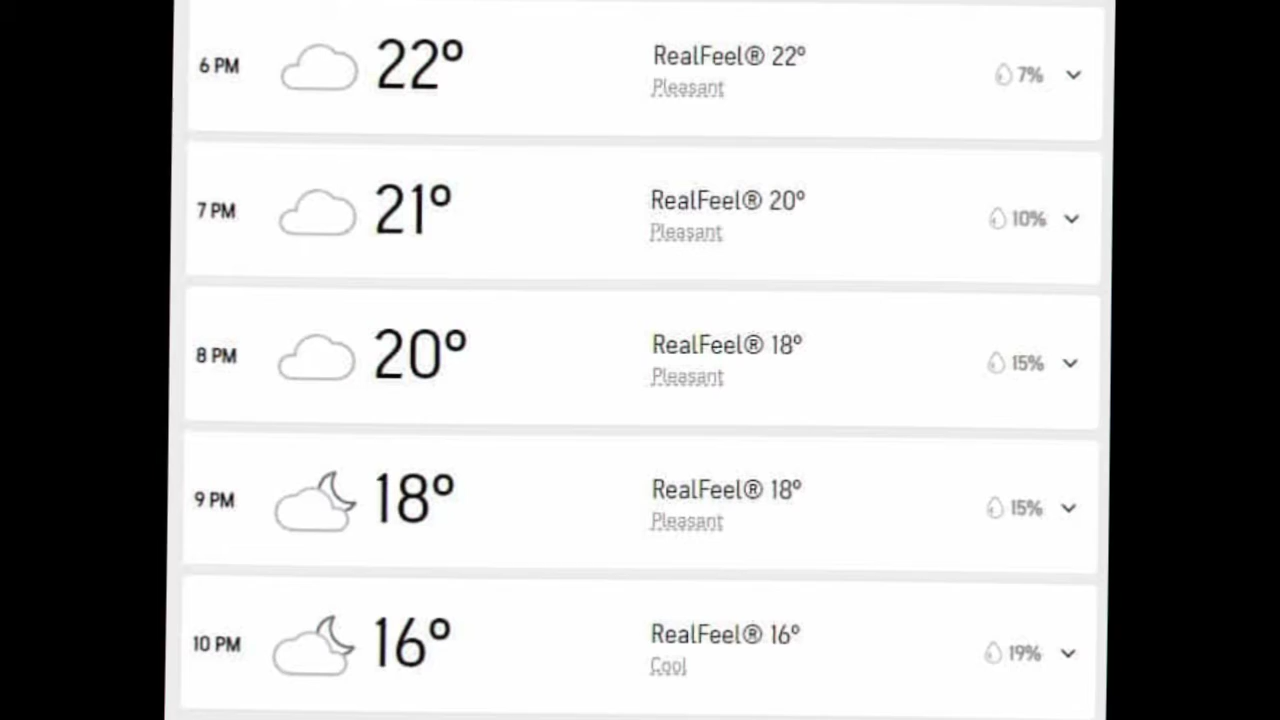 6 PM 22° RealFeel® 22° 7%
Pleasant
7 PM 21° RealFeel® 20° 10%
Pleasant
8 PM 20° RealFeel® 18° 15%
Pleasant
9 PM 18° RealFeel® 18° 15%
Pleasant
10 PM 16° RealFeel® 16° 19%
Cool